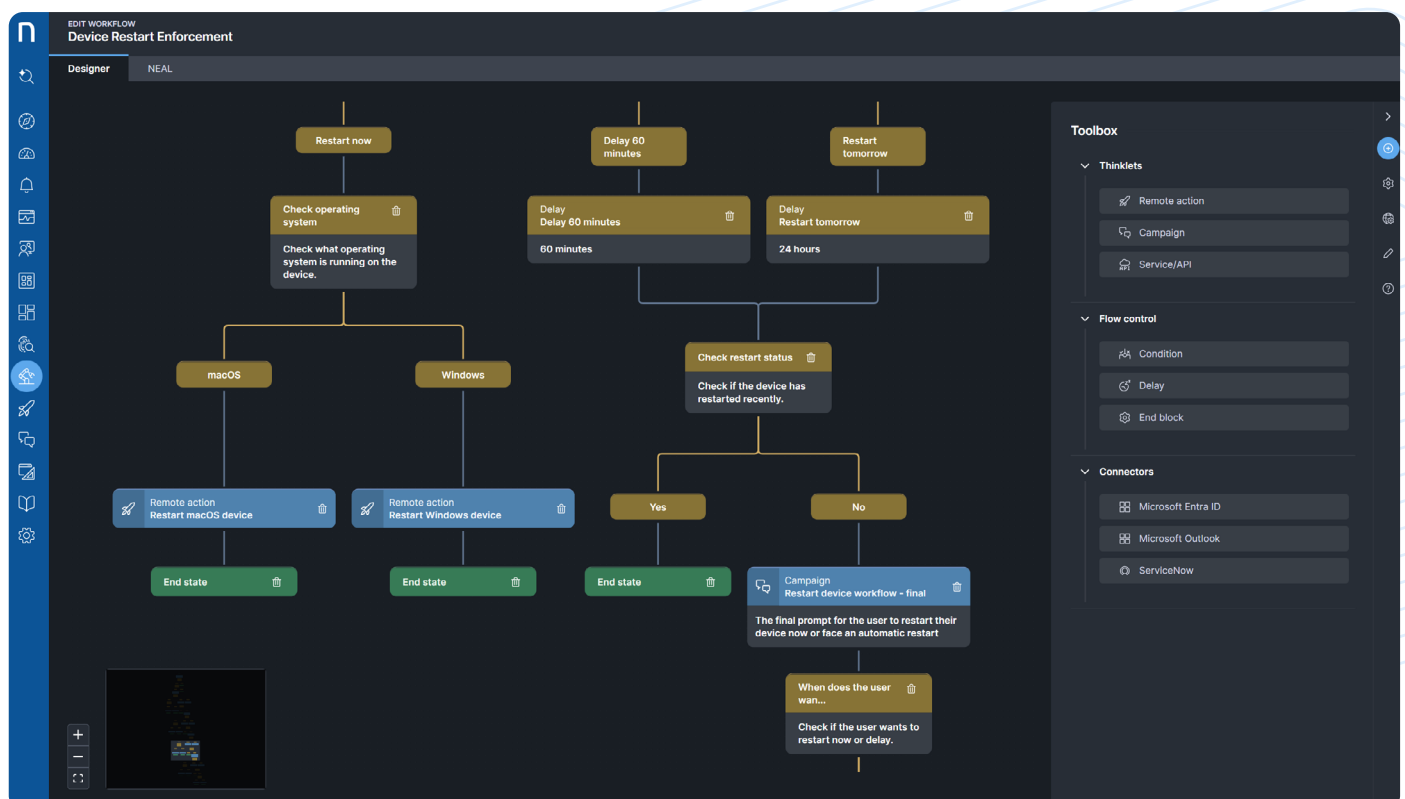 n
EDIT WORKFLOW
Device Restart Enforcement
Designer
NEAL
Restart now
Delay 60
minutes
Restart
tomorrow
Check operating
system
Check what operating
system is running on the
device.
Delay
Delay 60 minutes
60 minutes
Delay
Restart tomorrow
24 hours
macOS
Windows
Check restart status
Check if the device has
restarted recently.
Remote action
Restart macOS device
Remote action
Restart Windows device
Yes
No
End state
End state
End state
Campaign
Restart device workflow - final
The final prompt for the user to restart their
device now or face an automatic restart
When does the user
wan...
Check if the user wants to
restart now or delay.
Toolbox
Thinklets
Remote action
Campaign
API
Service/API
Flow control
Condition
Delay
End block
Connectors
Microsoft Entra ID
Microsoft Outlook
ServiceNow